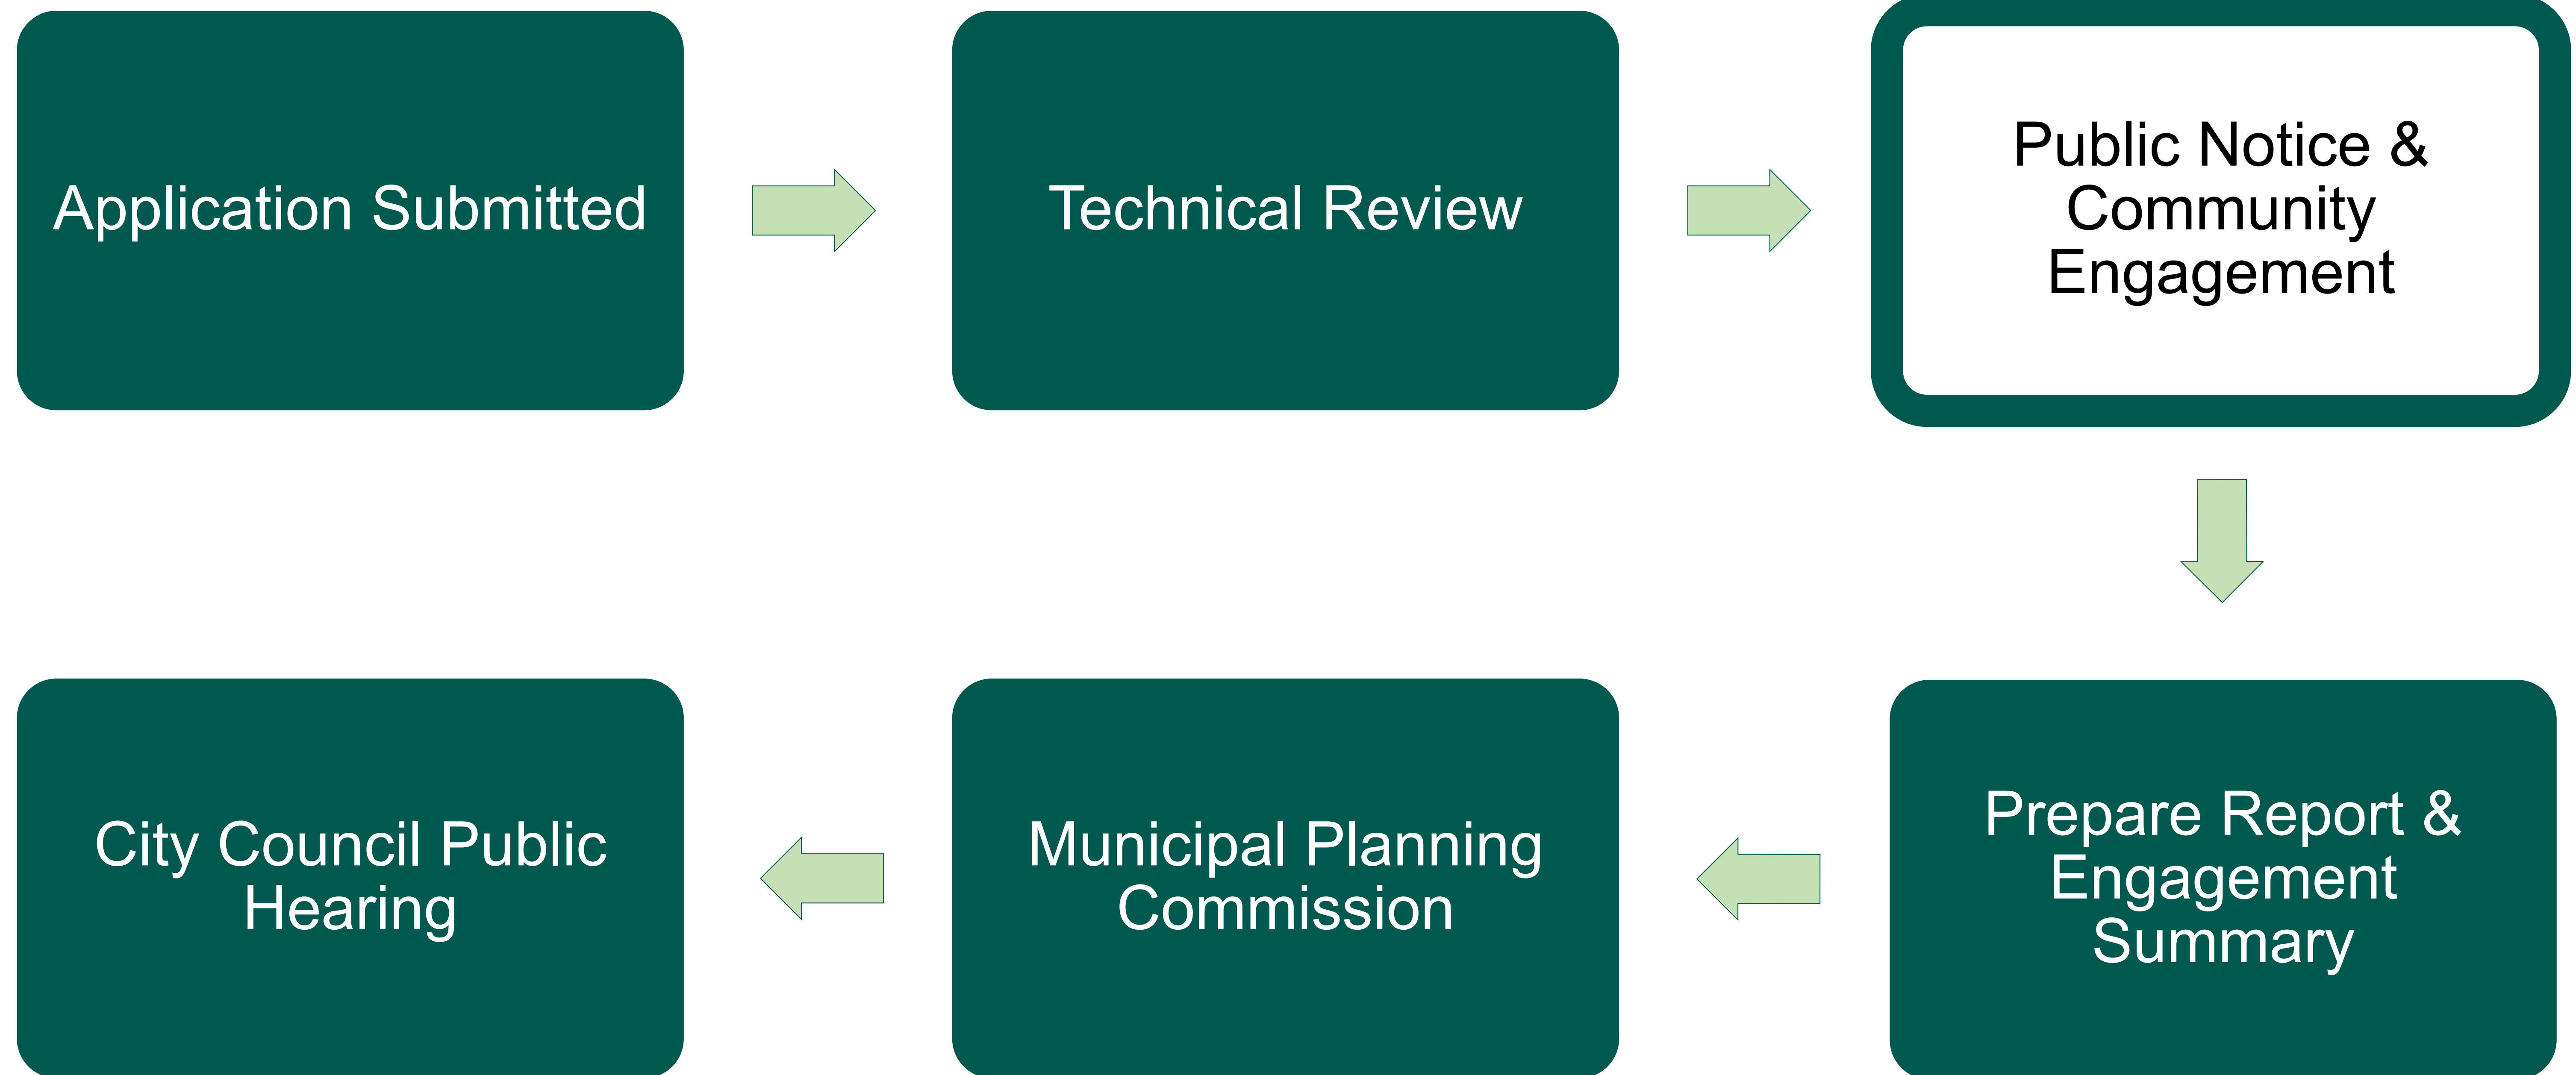 Application Submitted
Technical Review
Public Notice &
Community
Engagement
Prepare Report &
Engagement
Summary
Municipal Planning
Commission
City Council Public
Hearing